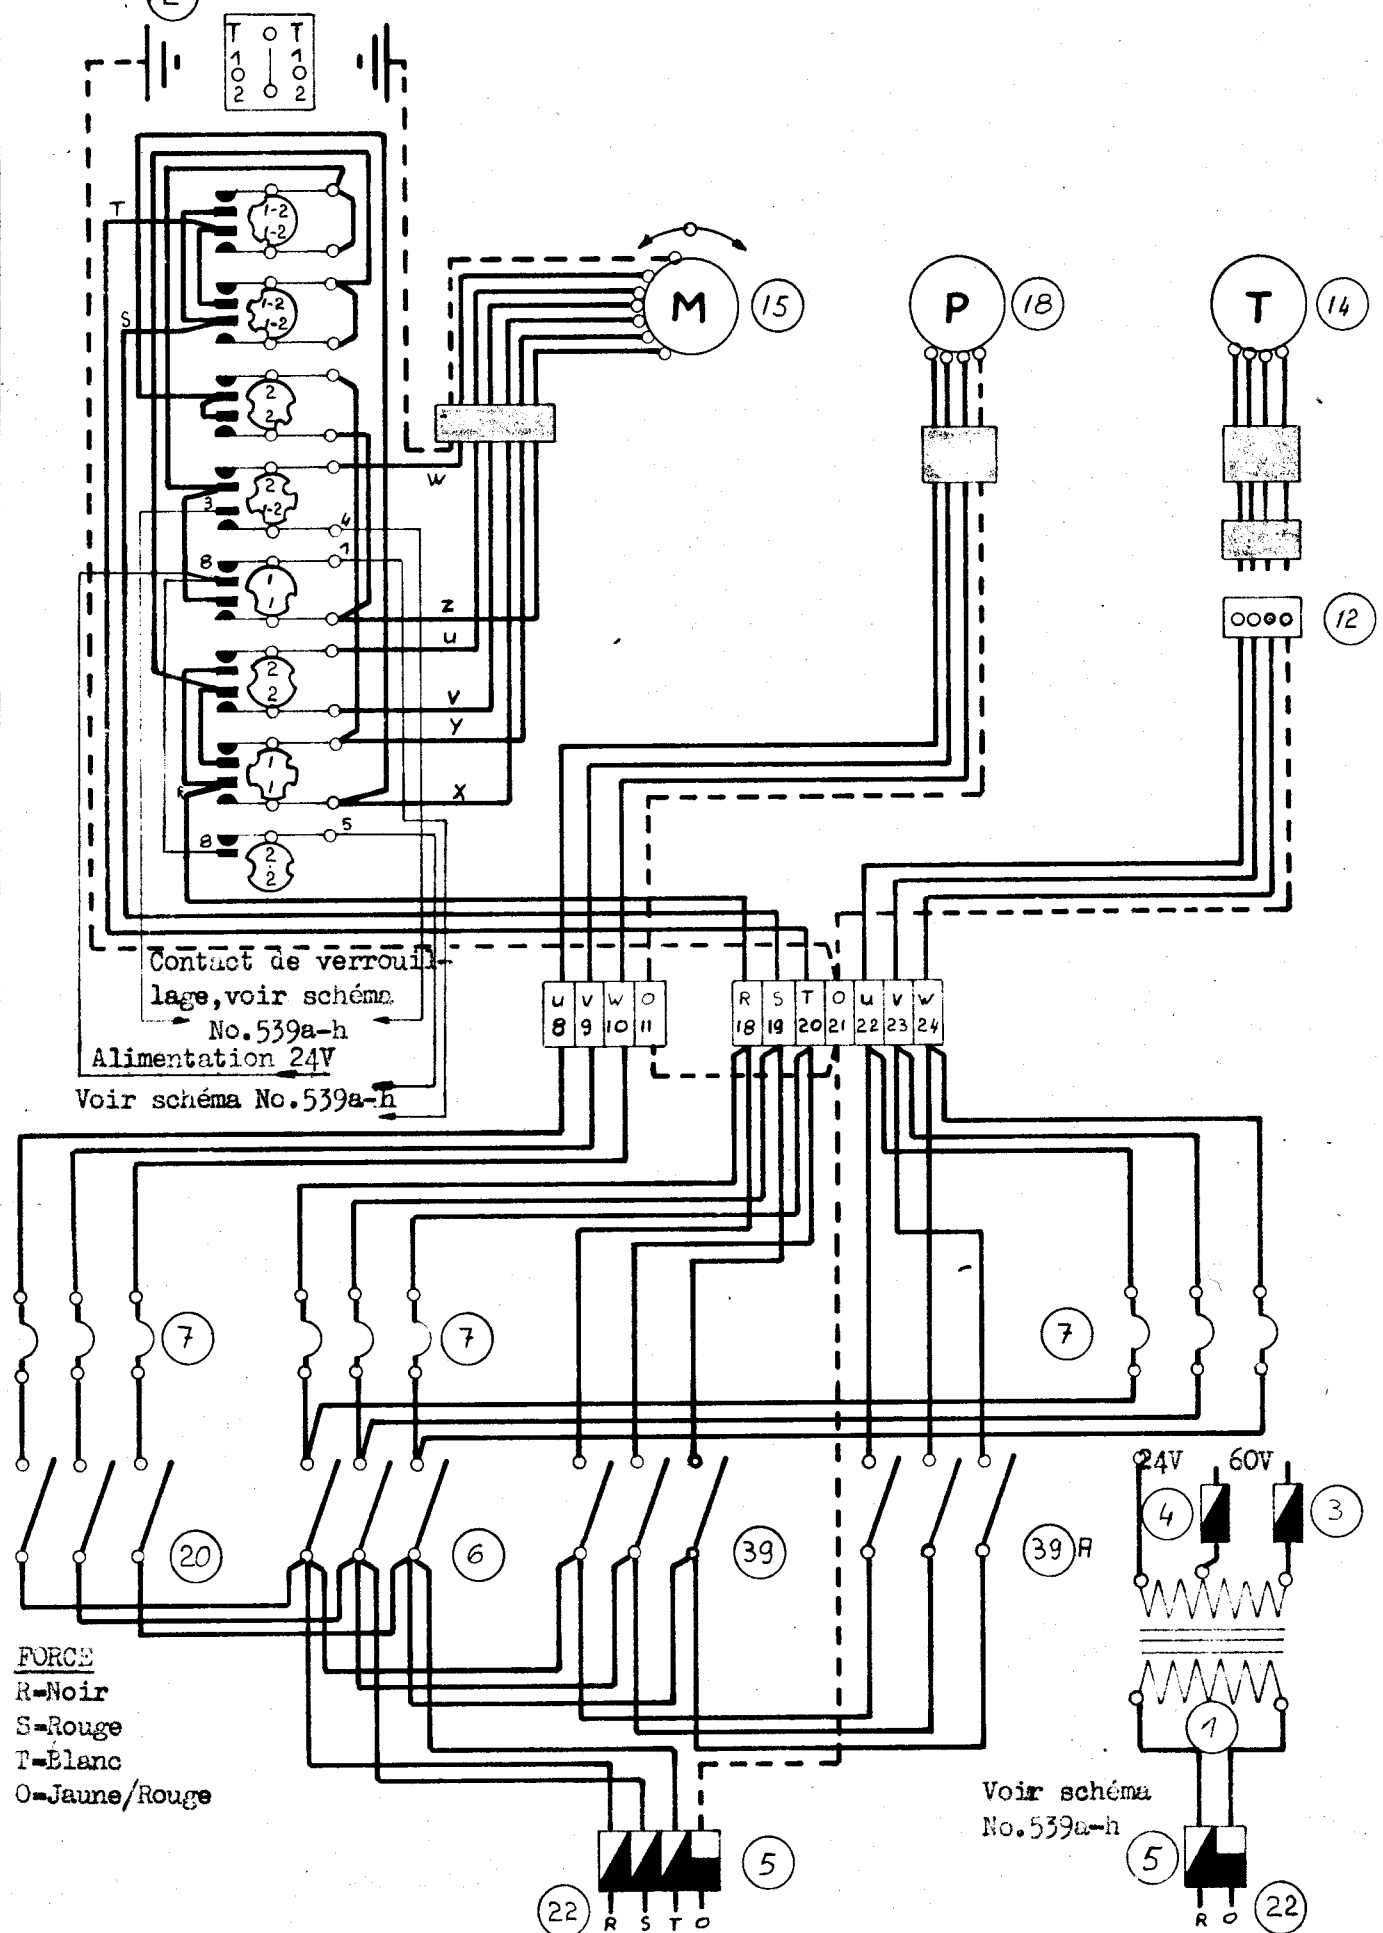 2
T T
1 1
O O
2 2
T
1-2
1-2
S
1-2
1-2
M
15
P
18
T
14
2
2
W
2
1-2
3
4
8
1
1
1
Z
U
12
2
2
V
Y
1
1
R
X
5
8
2
2
Contact de verrouil-
lage,voir schéma
No.539a-h
Alimentation 24V
Voir schéma No.539a-h
U V W O
8 9 10 11
R S T O U V W
18 19 20 21 22 23 24
7
7
7
24V 60V
4
3
20
6
39
39A
FORCE
R=Noir
S=Rouge
T=Blanc
O=Jaune/Rouge
1
Voir schéma
No.539a-h
5
5
22
R S T O
R O
22